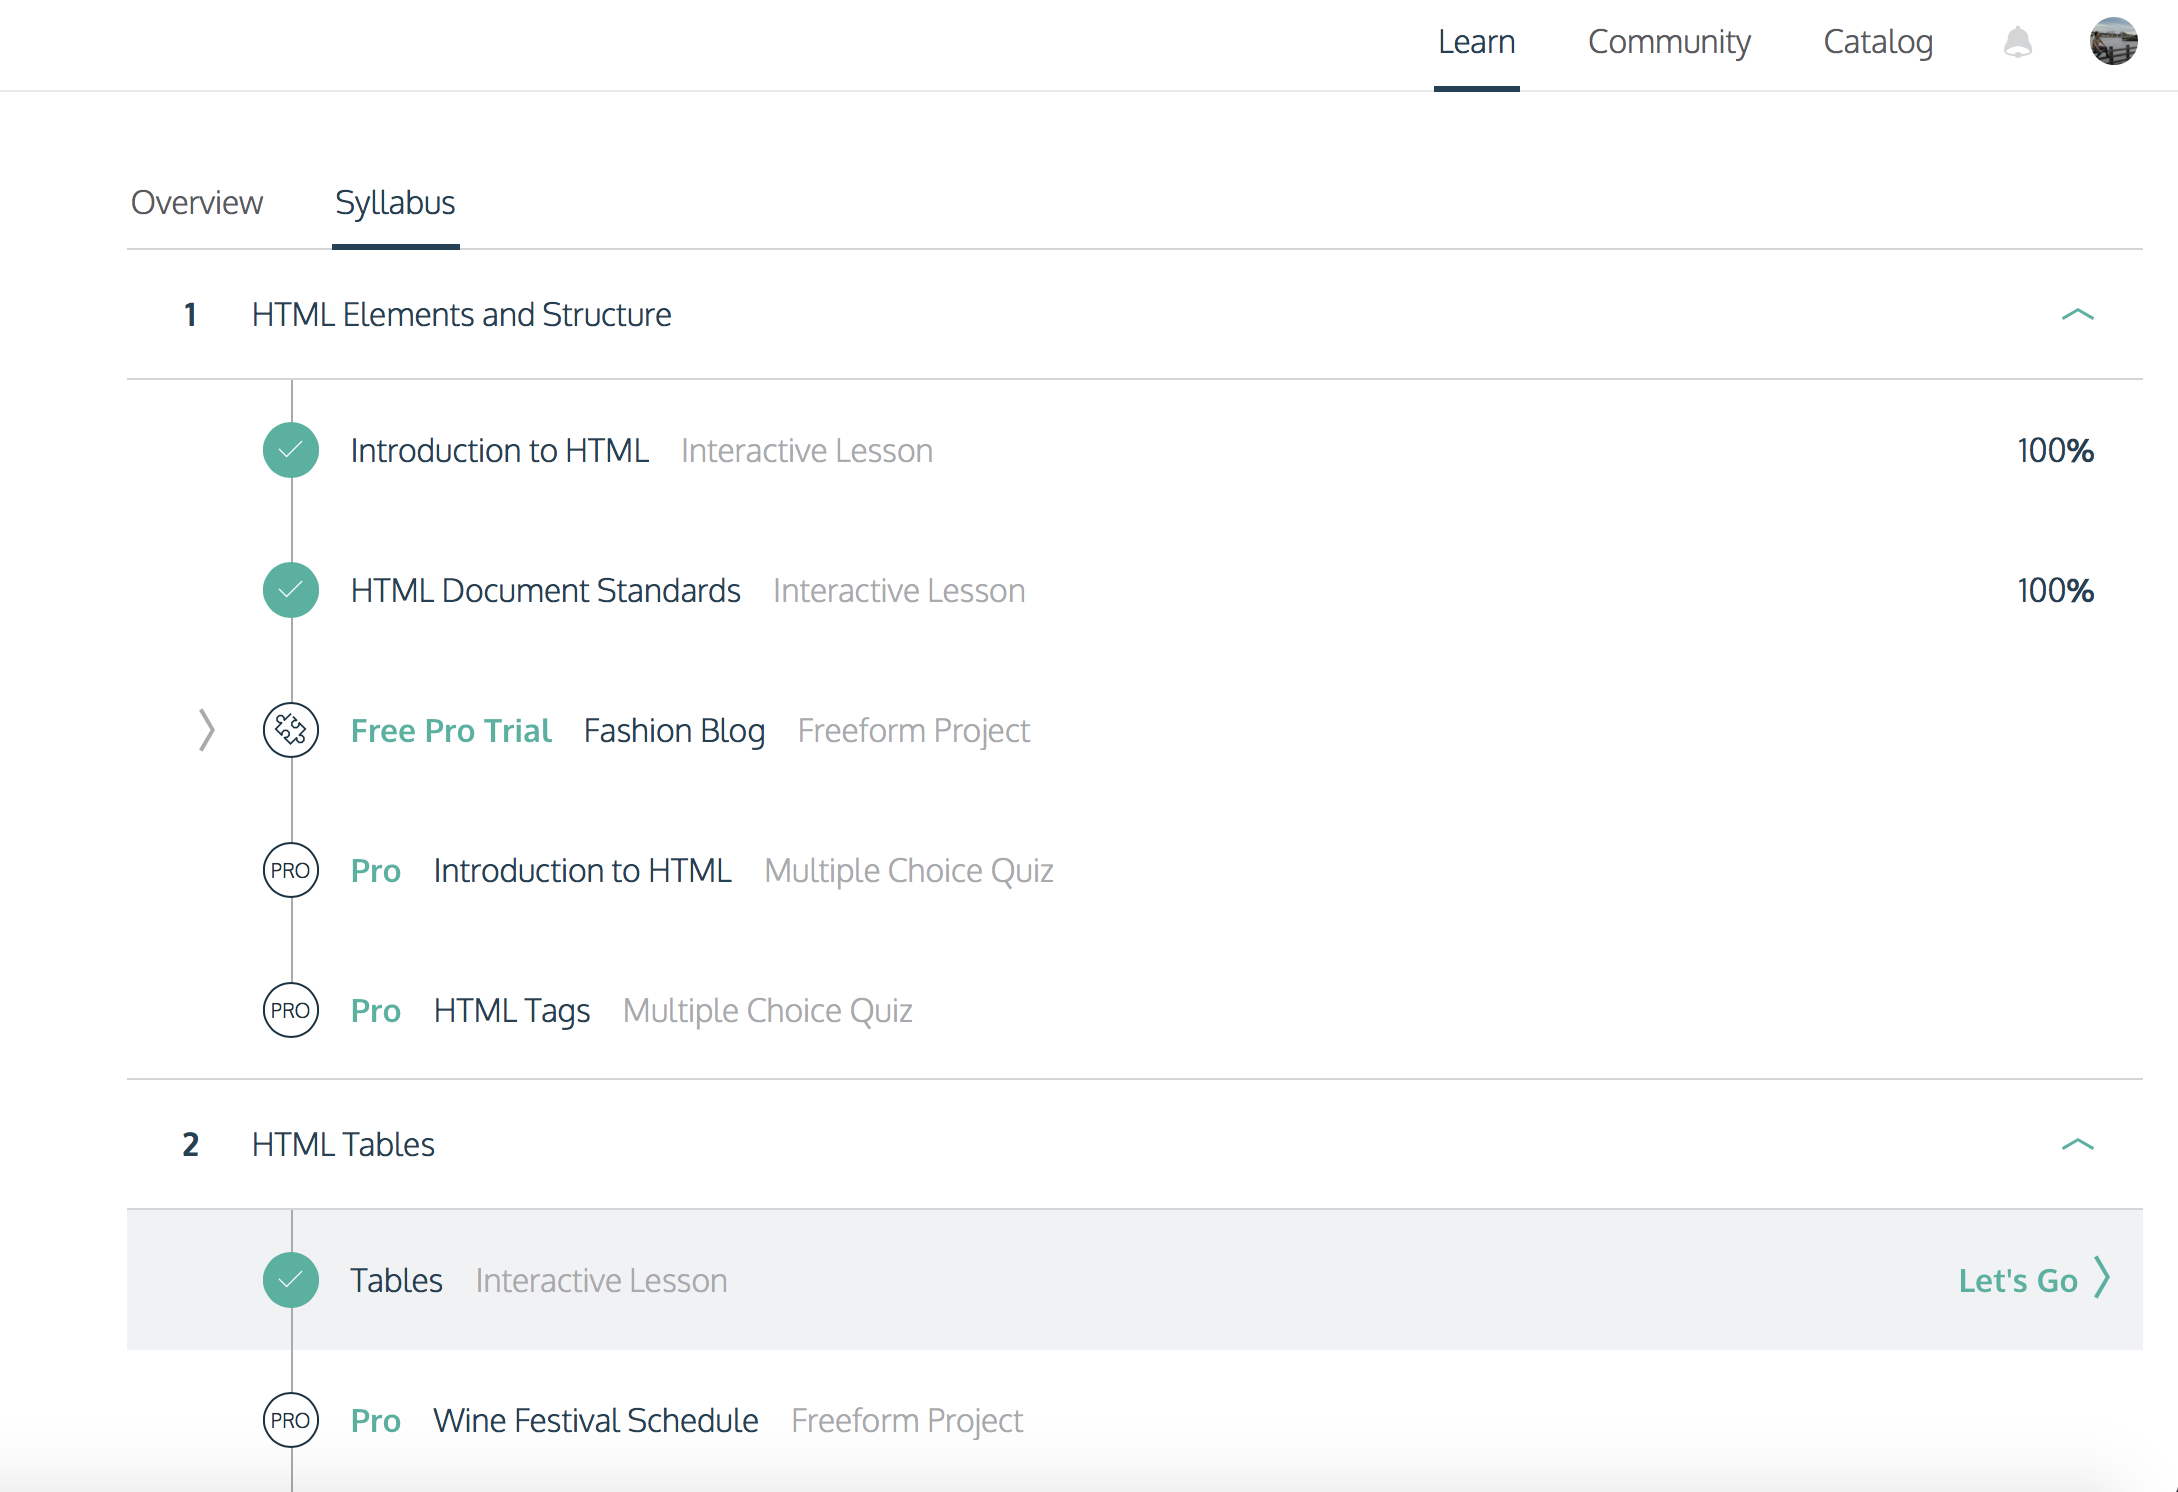 Learn Community Catalog
Overview Syllabus
1 HTML Elements and Structure
Introduction to HTML Interactive Lesson 100%
HTML Document Standards Interactive Lesson 100%
Free Pro Trial Fashion Blog Freeform Project
PRO Pro Introduction to HTML Multiple Choice Quiz
PRO Pro HTML Tags Multiple Choice Quiz
2 HTML Tables
Tables Interactive Lesson Let's Go
PRO Pro Wine Festival Schedule Freeform Project